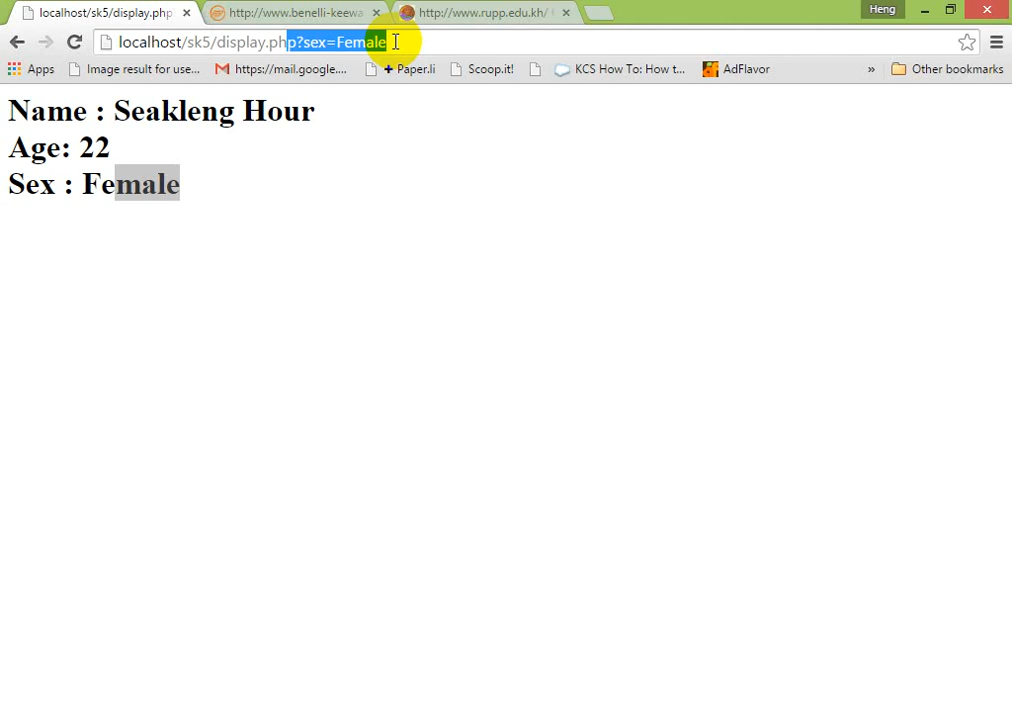 localhost/sk5/display.php
http://www.benelli-keewa
http://www.rupp.edu.kh/
Heng
localhost/sk5/display.php?sex=Female
Apps
Image result for use...
https://mail.google....
+ Paper.li
Scoop.it!
KCS How To: How t...
AdFlavor
»
Other bookmarks
Name : Seakleng Hour
Age: 22
Sex : Female